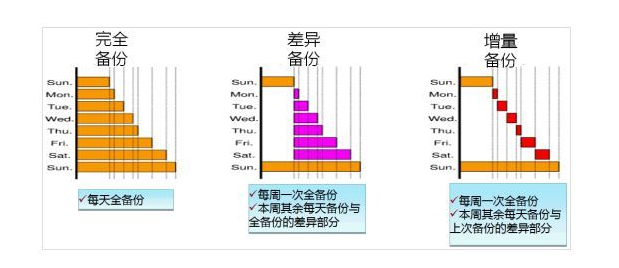 完全
备份
Sun.
Mon.
Tue.
Wed.
Thu.
Fri.
Sat.
Sun.
✓每天全备份
差异
备份
Sun.
Mon.
Tue.
Wed.
Thu.
Fri.
Sat.
Sun.
✓每周一次全备份
✓本周其余每天备份与
全备份的差异部分
增量
备份
Sun.
Mon.
Tue.
Wed.
Thu.
Fri.
Sat.
Sun.
✓每周一次全备份
✓本周其余每天备份与
上次备份的差异部分